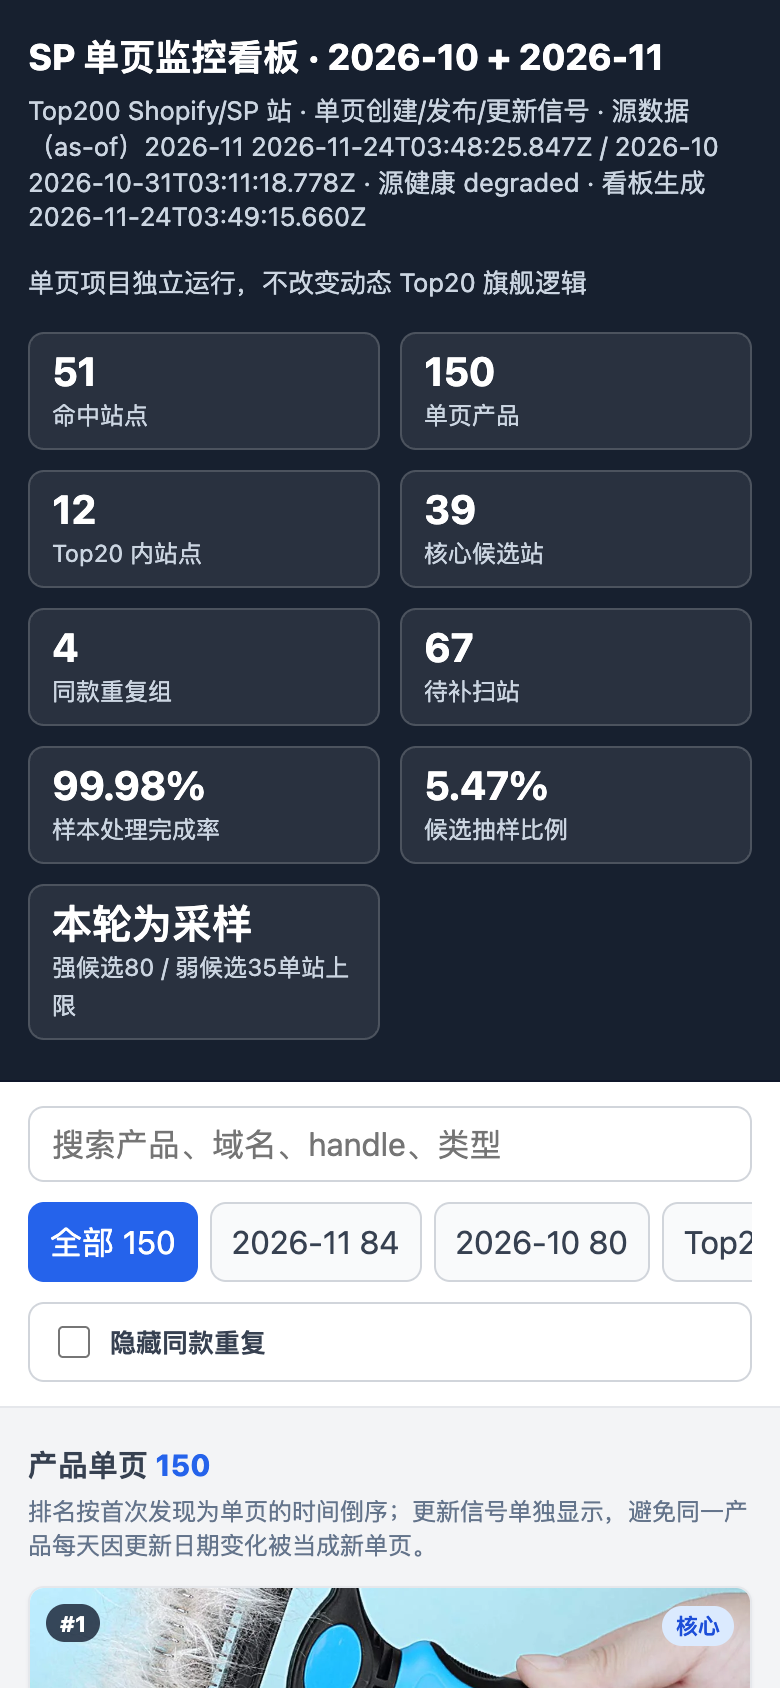 SP 单页监控看板 · 2026-10 + 2026-11
Top200 Shopify/SP 站 · 单页创建/发布/更新信号 · 源数据
（as-of）2026-11 2026-11-24T03:48:25.847Z / 2026-10
2026-10-31T03:11:18.778Z · 源健康 degraded · 看板生成
2026-11-24T03:49:15.660Z
单页项目独立运行，不改变动态 Top20 旗舰逻辑
51
命中站点
150
单页产品
12
Top20 内站点
39
核心候选站
4
同款重复组
67
待补扫站
99.98%
样本处理完成率
5.47%
候选抽样比例
本轮为采样
强候选80 / 弱候选35单站上
限
搜索产品、域名、handle、类型
全部 150
2026-11 84
2026-10 80
Top2
隐藏同款重复
产品单页 150
排名按首次发现为单页的时间倒序；更新信号单独显示，避免同一产
品每天因更新日期变化被当成新单页。
#1
核心